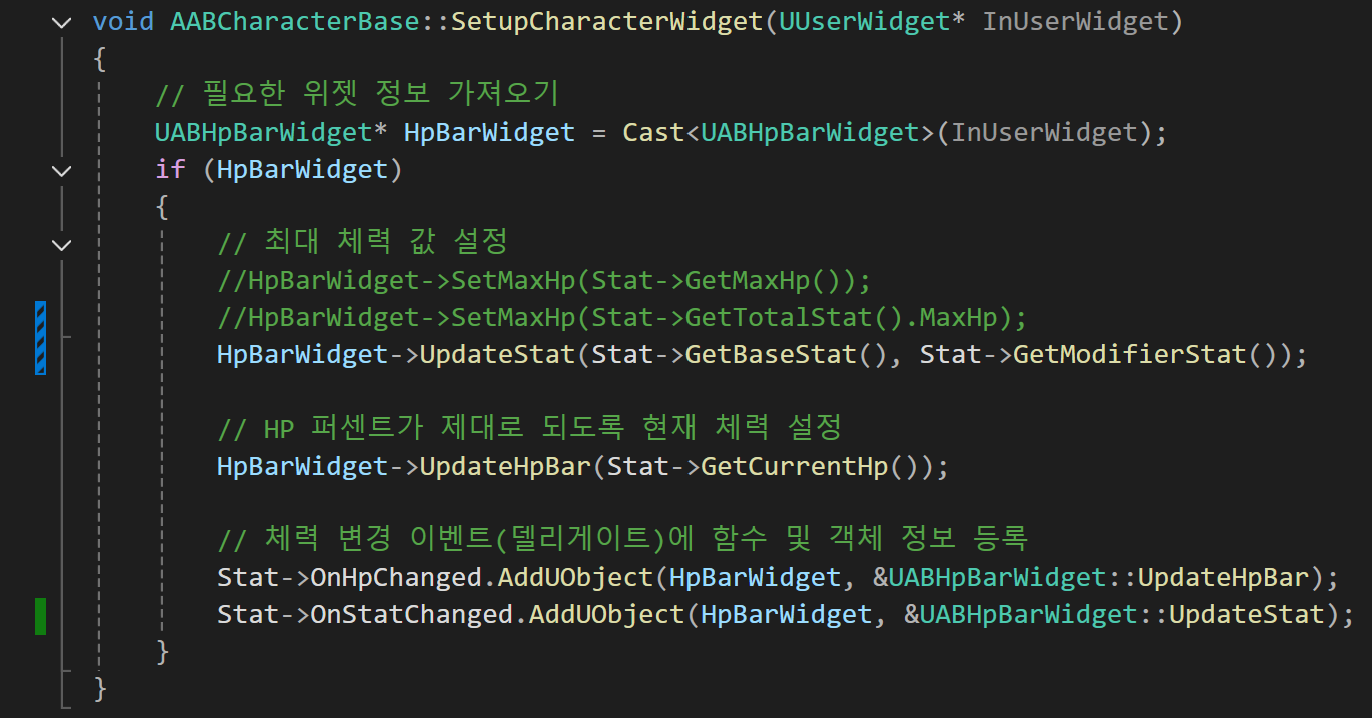 void AABCharacterBase::SetupCharacterWidget(UUserWidget* InUserWidget)
{
// 필요한 위젯 정보 가져오기
UABHpBarWidget* HpBarWidget = Cast<UABHpBarWidget>(InUserWidget);
if (HpBarWidget)
{
// 최대 체력 값 설정
//HpBarWidget->SetMaxHp(Stat->GetMaxHp());
//HpBarWidget->SetMaxHp(Stat->GetTotalStat().MaxHp);
HpBarWidget->UpdateStat(Stat->GetBaseStat(), Stat->GetModifierStat());
// HP 퍼센트가 제대로 되도록 현재 체력 설정
HpBarWidget->UpdateHpBar(Stat->GetCurrentHp());
// 체력 변경 이벤트(델리게이트)에 함수 및 객체 정보 등록
Stat->OnHpChanged.AddUObject(HpBarWidget, &UABHpBarWidget::UpdateHpBar);
Stat->OnStatChanged.AddUObject(HpBarWidget, &UABHpBarWidget::UpdateStat);
}
}